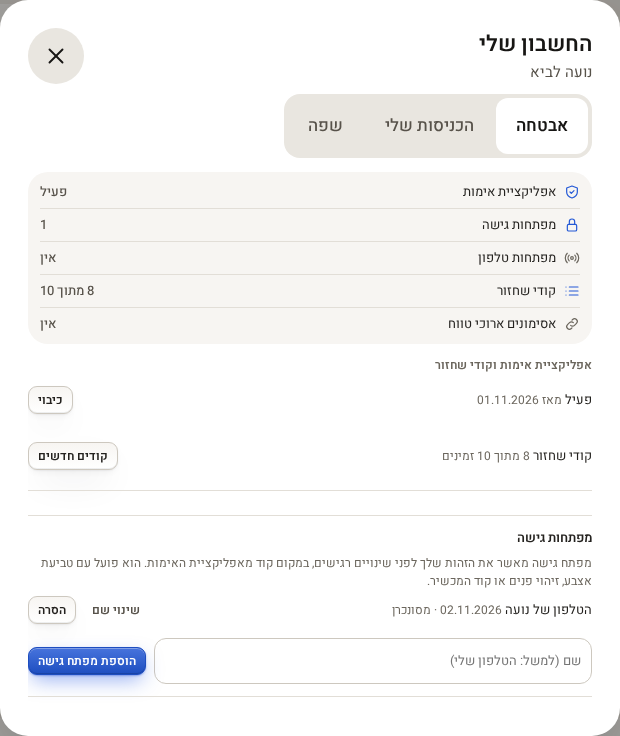 החשבון שלי
נועה לביא
אבטחה
הכניסות שלי
שפה
אפליקציית אימות
פעיל
מפתחות גישה
1
מפתחות טלפון
אין
קודי שחזור
8 מתוך 10
אסימונים ארוכי טווח
אין
אפליקציית אימות וקודי שחזור
פעיל מאז 01.11.2026
כיבוי
קודי שחזור 8 מתוך 10 זמינים
קודים חדשים
מפתחות גישה
מפתח גישה מאשר את הזהות שלך לפני שינויים רגישים, במקום קוד מאפליקציית האימות. הוא פועל עם טביעת
אצבע, זיהוי פנים או קוד המכשיר.
הטלפון של נועה 02.11.2026 · מסונכרן
שינוי שם
הסרה
שם (למשל: הטלפון שלי)
הוספת מפתח גישה